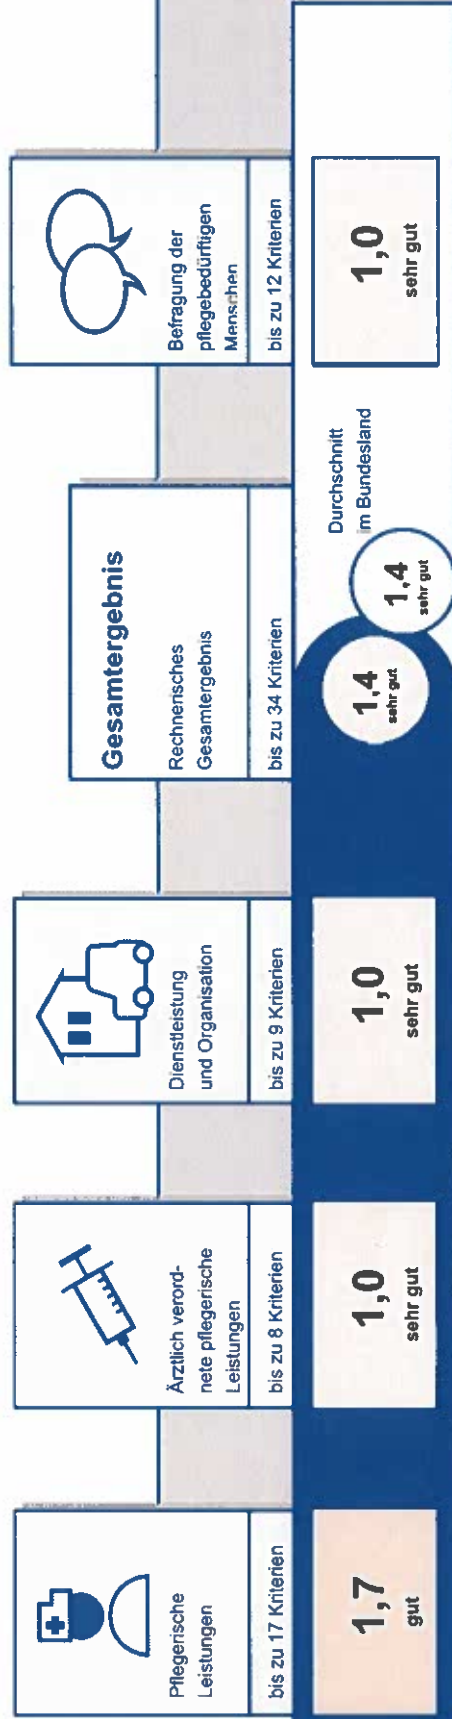 Pflegerische
Leistungen
bis zu 17 Kriterien
1,7
gut
Ärztlich verord-
nete pflegerische
Leistungen
bis zu 8 Kriterien
1,0
sehr gut
Dienstleistung
und Organisation
bis zu 9 Kriterien
1,0
sehr gut
Gesamtergebnis
Rechnerisches
Gesamtergebnis
bis zu 34 Kriterien
1,4
sehr gut
Durchschnitt
im Bundesland
1,4
sehr gut
Befragung der
pflegebedürftigen
Menschen
bis zu 12 Kriterien
1,0
sehr gut